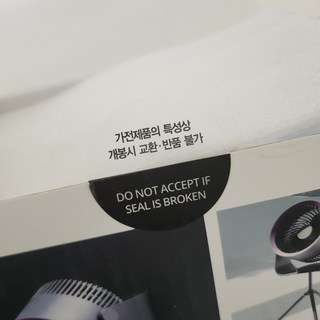 가전제품의 특성상
개봉시 교환·반품 불가
DO NOT ACCEPT IF
SEAL IS BROKEN